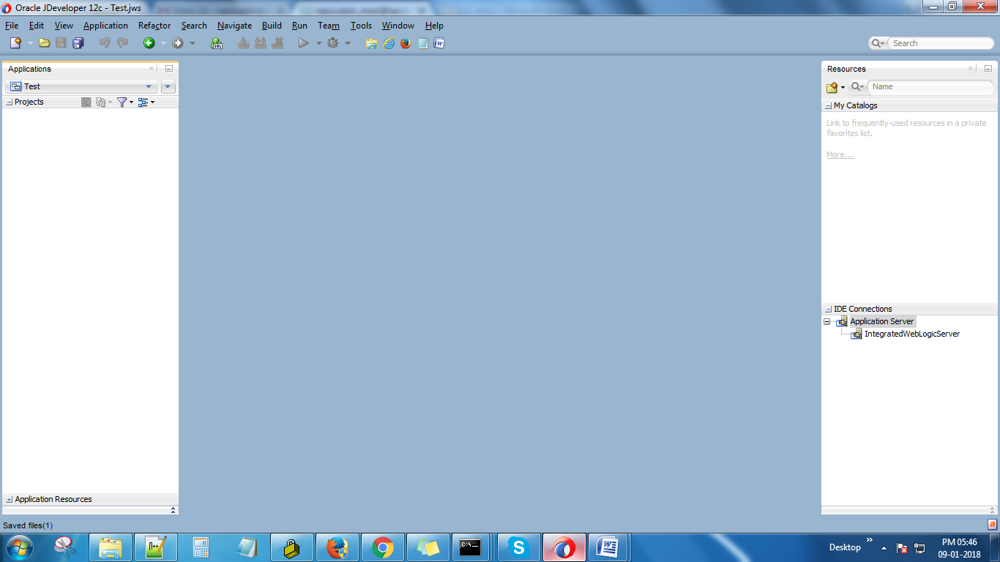 Oracle JDeveloper 12c - Test.jws
File Edit View Application Refactor Search Navigate Build Run Team Tools Window Help
SQL
W
Search
Applications
Test
Projects
Application Resources
Saved files(1)
Resources
Name
My Catalogs
Link to frequently-used resources in a private
favorites list.
More...
IDE Connections
Application Server
IntegratedWebLogicServer
Desktop
PM 05:46
09-01-2018